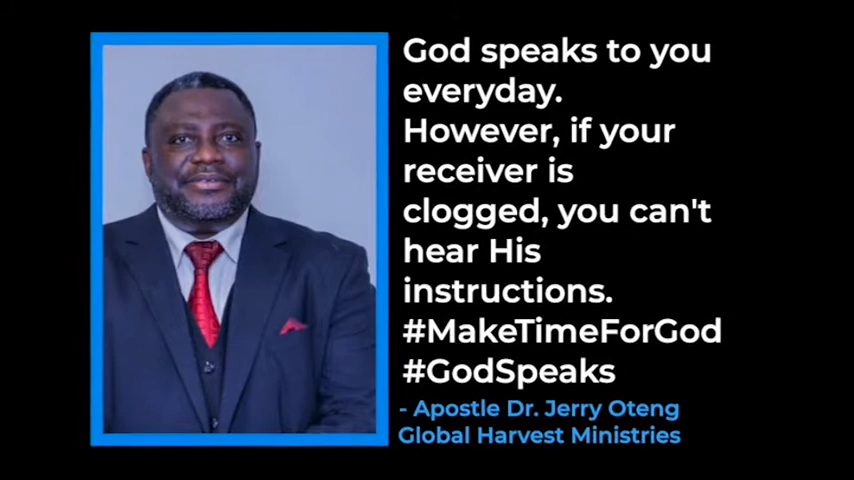 God speaks to you
everyday.
However, if your
receiver is
clogged, you can't
hear His
instructions.
#MakeTimeForGod
#GodSpeaks
- Apostle Dr. Jerry Oteng
Global Harvest Ministries